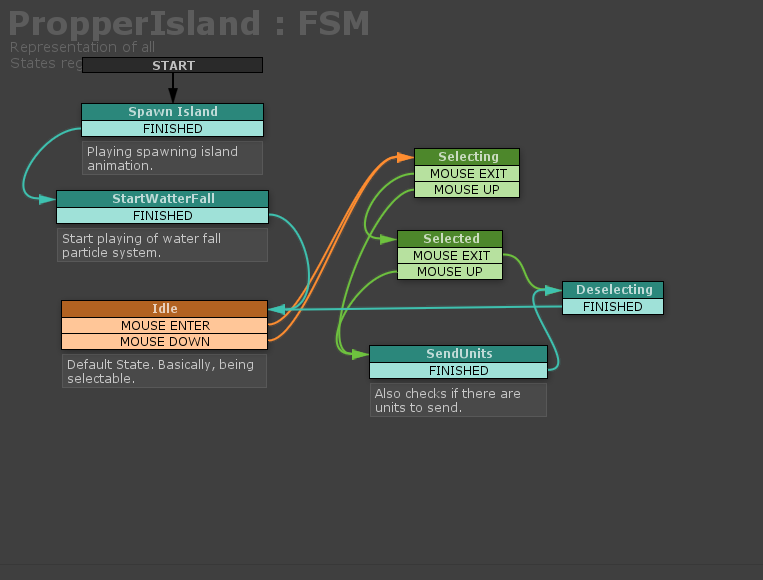 PropperIsland : FSM
Representation of all
States reg
START
Spawn Island
FINISHED
Playing spawning island
animation.
StartWatterFall
FINISHED
Start playing of water fall
particle system.
Idle
MOUSE ENTER
MOUSE DOWN
Default State. Basically, being
selectable.
Selecting
MOUSE EXIT
MOUSE UP
Selected
MOUSE EXIT
MOUSE UP
Deselecting
FINISHED
SendUnits
FINISHED
Also checks if there are
units to send.